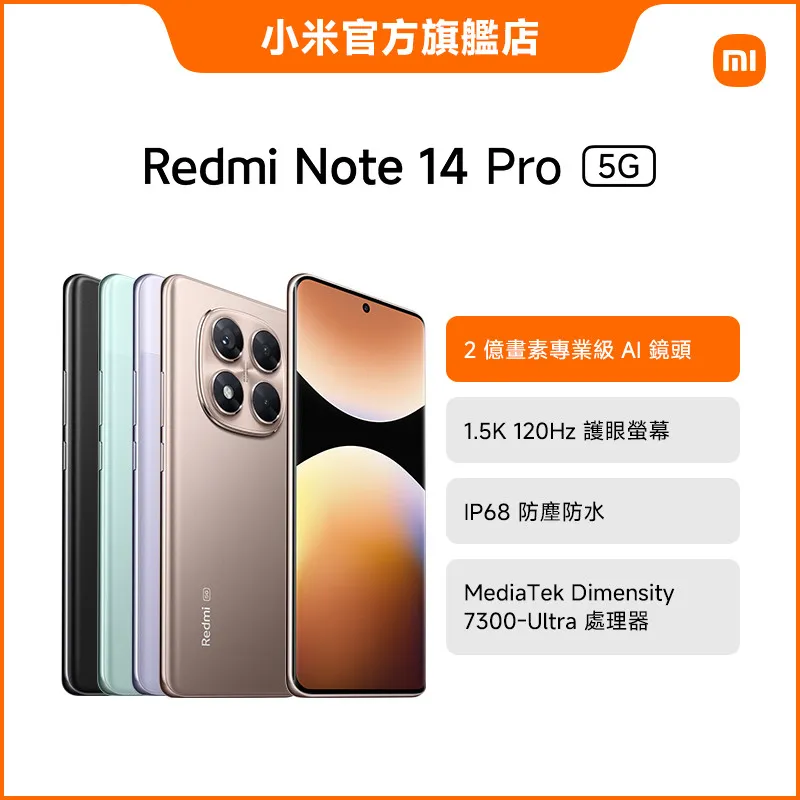 小米官方旗艦店
mi
Redmi Note 14 Pro 5G
2 億畫素專業級 AI 鏡頭
1.5K 120Hz 護眼螢幕
IP68 防塵防水
MediaTek Dimensity
7300-Ultra 處理器
Redmi 5G